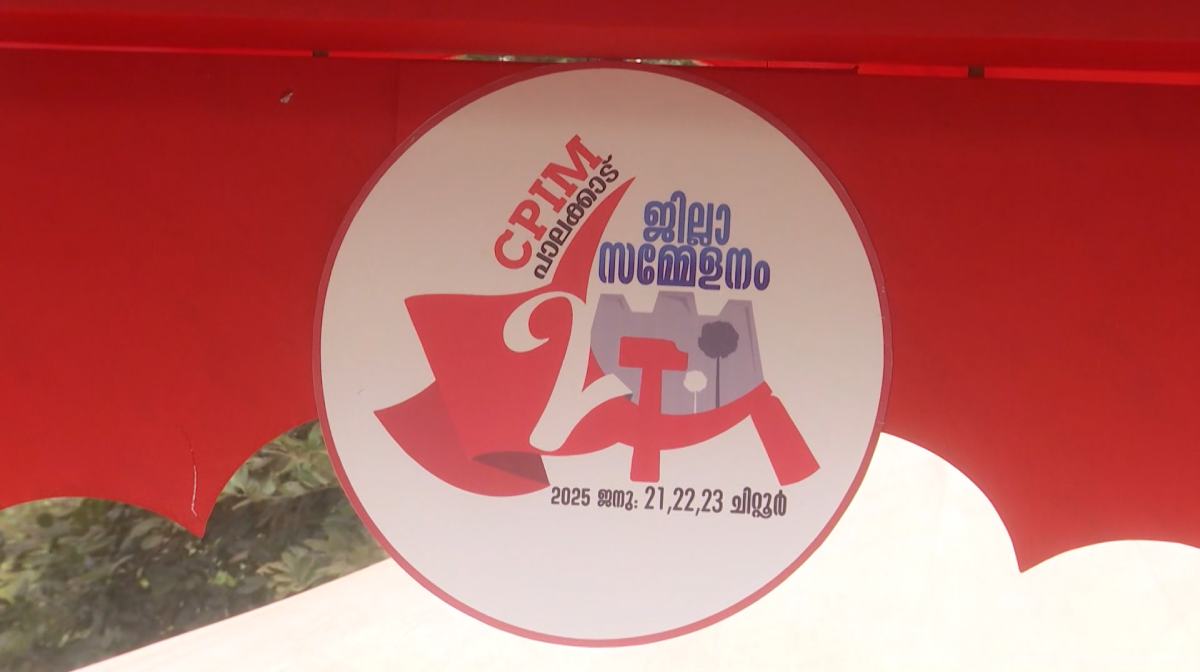 CPIM
പാലക്കാട്
ജില്ലാ
സമ്മേളനം
2025 ജനു: 21,22,23 ചിറ്റൂർ